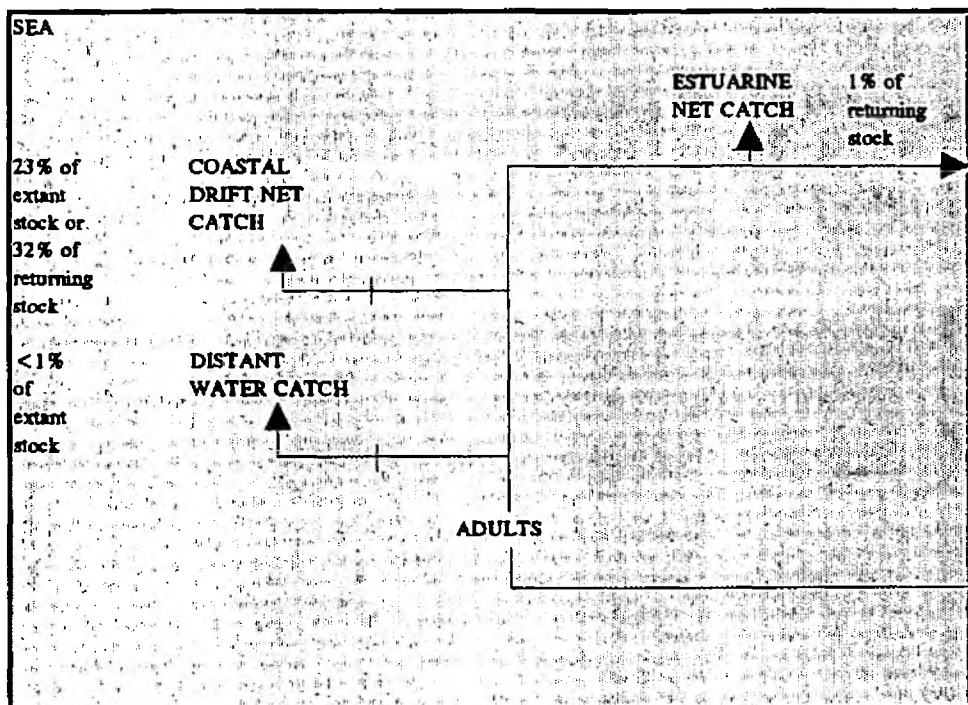 SEA
ESTUARINE
NET CATCH
1% of
returning
stock
23% of
extant
stock or
32% of
returning
stock
COASTAL
DRIFT NET
CATCH
<1%
of
extant
stock
DISTANT
WATER CATCH
ADULTS